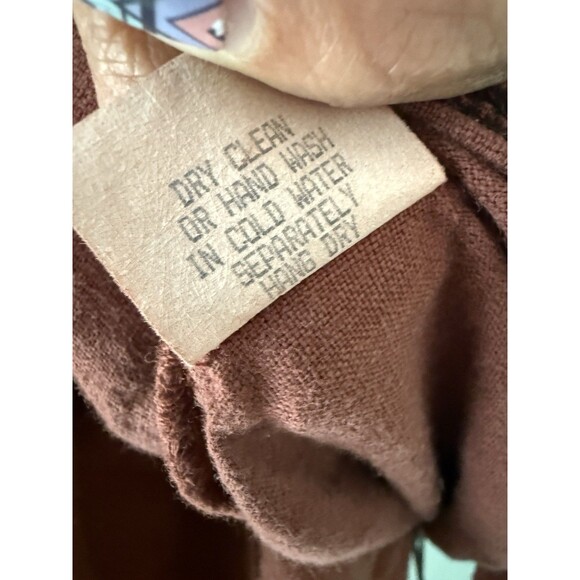 DRY CLEAN
OR HAND WASH
IN COLD WATER
SEPARATELY
HANG DRY